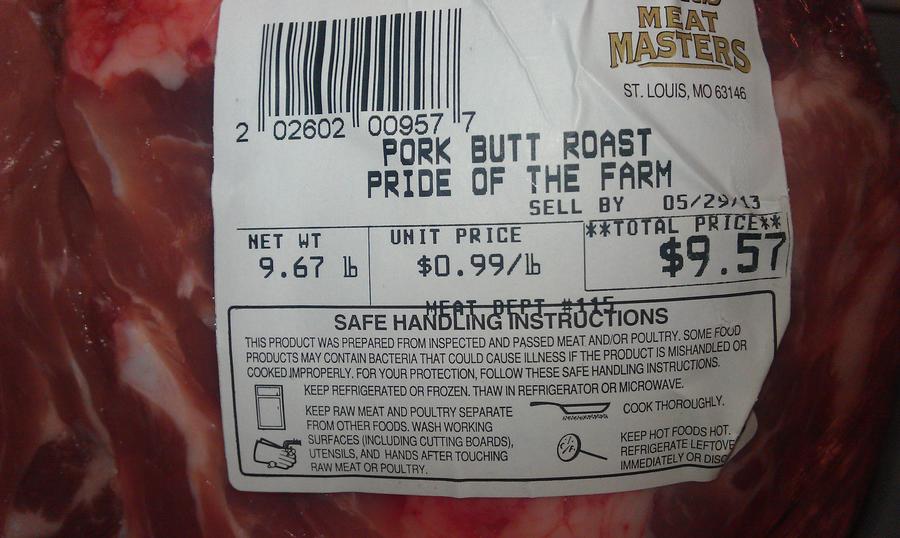 MEAT
MASTERS
ST. LOUIS, MO 63146
2 02602 00957 7
PORK BUTT ROAST
PRIDE OF THE FARM
SELL BY 05/29/13
NET WT
9.67 lb
UNIT PRICE
$0.99/lb
**TOTAL PRICE**
$9.57
MEAT DEPT #115
SAFE HANDLING INSTRUCTIONS
THIS PRODUCT WAS PREPARED FROM INSPECTED AND PASSED MEAT AND/OR POULTRY. SOME FOOD
PRODUCTS MAY CONTAIN BACTERIA THAT COULD CAUSE ILLNESS IF THE PRODUCT IS MISHANDLED OR
COOKED IMPROPERLY. FOR YOUR PROTECTION, FOLLOW THESE SAFE HANDLING INSTRUCTIONS.
KEEP REFRIGERATED OR FROZEN. THAW IN REFRIGERATOR OR MICROWAVE.
KEEP RAW MEAT AND POULTRY SEPARATE
FROM OTHER FOODS. WASH WORKING
SURFACES (INCLUDING CUTTING BOARDS),
UTENSILS, AND HANDS AFTER TOUCHING
RAW MEAT OR POULTRY.
COOK THOROUGHLY.
KEEP HOT FOODS HOT.
REFRIGERATE LEFTOVE
IMMEDIATELY OR DISC